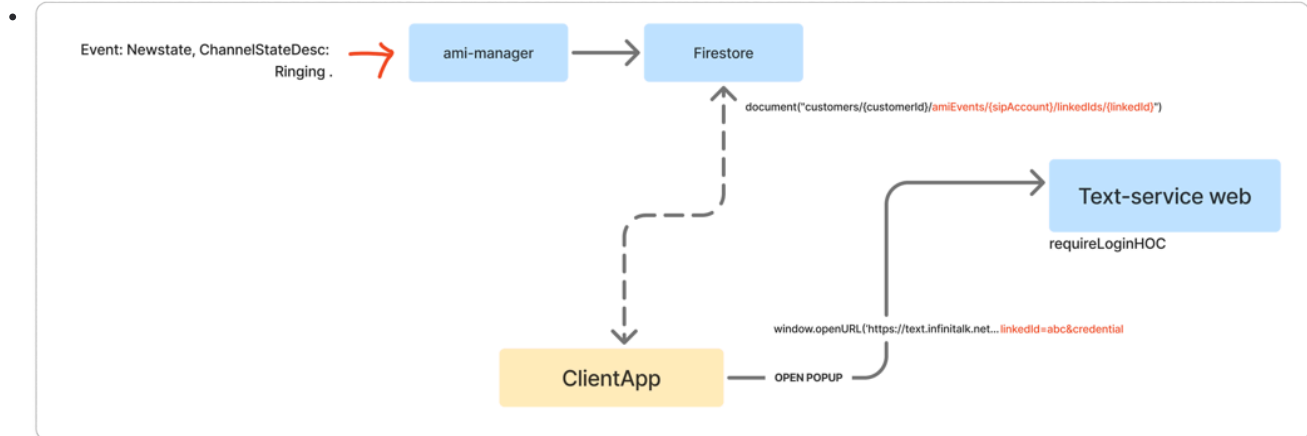 Event: Newstate, ChannelStateDesc:
Ringing .
ami-manager
Firestore
document("customers/{customerId}/amiEvents/{sipAccount}/linkedIds/{linkedId}")
Text-service web
requireLoginHOC
window.openURL('https://text.infinitalk.net... linkedId=abc&credential
ClientApp
OPEN POPUP